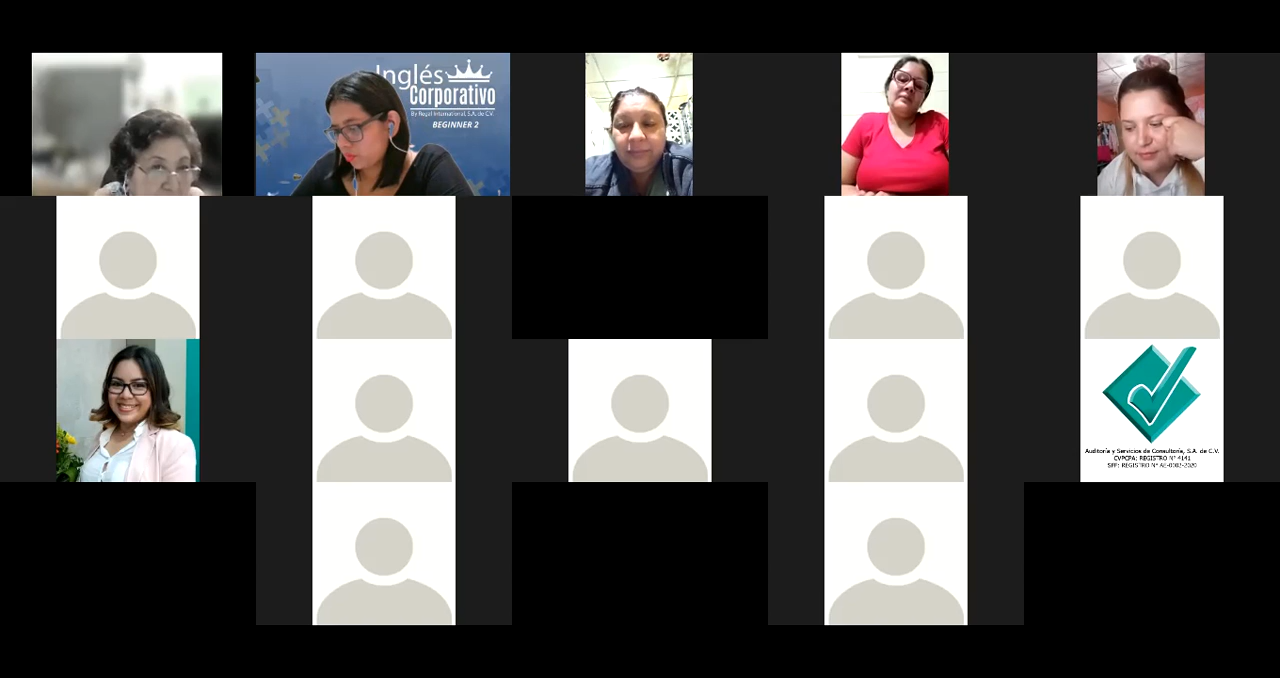 Inglés
Corporativo
By Regal International, S.A. de C.V.
BEGINNER 2
Auditoría y Servicios de Consultoría, S.A. de C.V.
CVPCPA: REGISTRO N° 4141